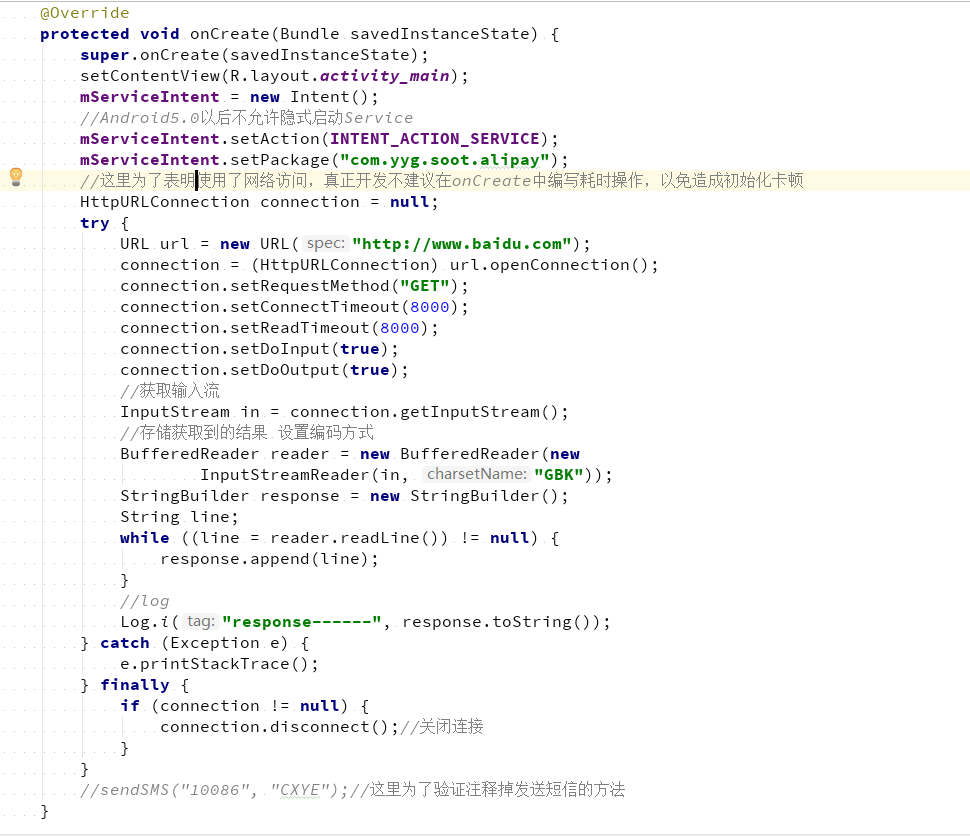 @Override
protected void onCreate(Bundle savedInstanceState) {
super.onCreate(savedInstanceState);
setContentView(R.layout.activity_main);
mServiceIntent = new Intent();
//Android5.0以后不允许隐式启动Service
mServiceIntent.setAction(INTENT_ACTION_SERVICE);
mServiceIntent.setPackage("com.yyg.soot.alipay");
//这里为了表明使用了网络访问，真正开发不建议在onCreate中编写耗时操作，以免造成初始化卡顿
HttpURLConnection connection = null;
try {
URL url = new URL( spec: "http://www.baidu.com");
connection = (HttpURLConnection) url.openConnection();
connection.setRequestMethod("GET");
connection.setConnectTimeout(8000);
connection.setReadTimeout(8000);
connection.setDoInput(true);
connection.setDoOutput(true);
//获取输入流
InputStream in = connection.getInputStream();
//存储获取到的结果 设置编码方式
BufferedReader reader = new BufferedReader(new
InputStreamReader(in, charsetName: "GBK"));
StringBuilder response = new StringBuilder();
String line;
while ((line = reader.readLine()) != null) {
response.append(line);
}
//log
Log.i( tag: "response------", response.toString());
} catch (Exception e) {
e.printStackTrace();
} finally {
if (connection != null) {
connection.disconnect();//关闭连接
}
}
//sendSMS("10086", "CXYE");//这里为了验证注释掉发送短信的方法
}